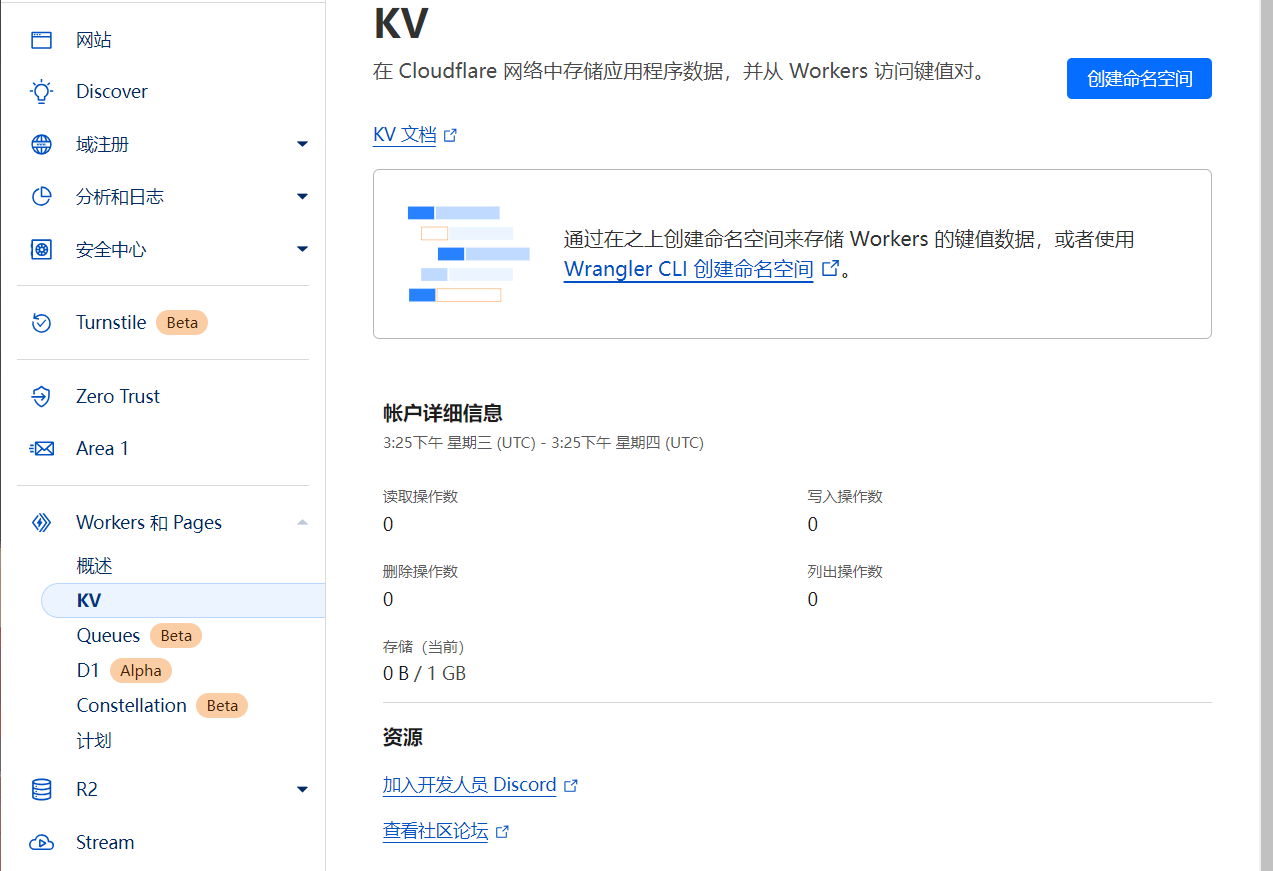 网站
Discover
域注册
分析和日志
安全中心
Turnstile Beta
Zero Trust
Area 1
Workers 和 Pages
概述
KV
Queues Beta
D1 Alpha
Constellation Beta
计划
R2
Stream
KV
在 Cloudflare 网络中存储应用程序数据，并从 Workers 访问键值对。
创建命名空间
KV 文档
通过在之上创建命名空间来存储 Workers 的键值数据，或者使用
Wrangler CLI 创建命名空间 。
帐户详细信息
3:25下午 星期三 (UTC) - 3:25下午 星期四 (UTC)
读取操作数
0
写入操作数
0
删除操作数
0
列出操作数
0
存储（当前）
0 B / 1 GB
资源
加入开发人员 Discord
查看社区论坛